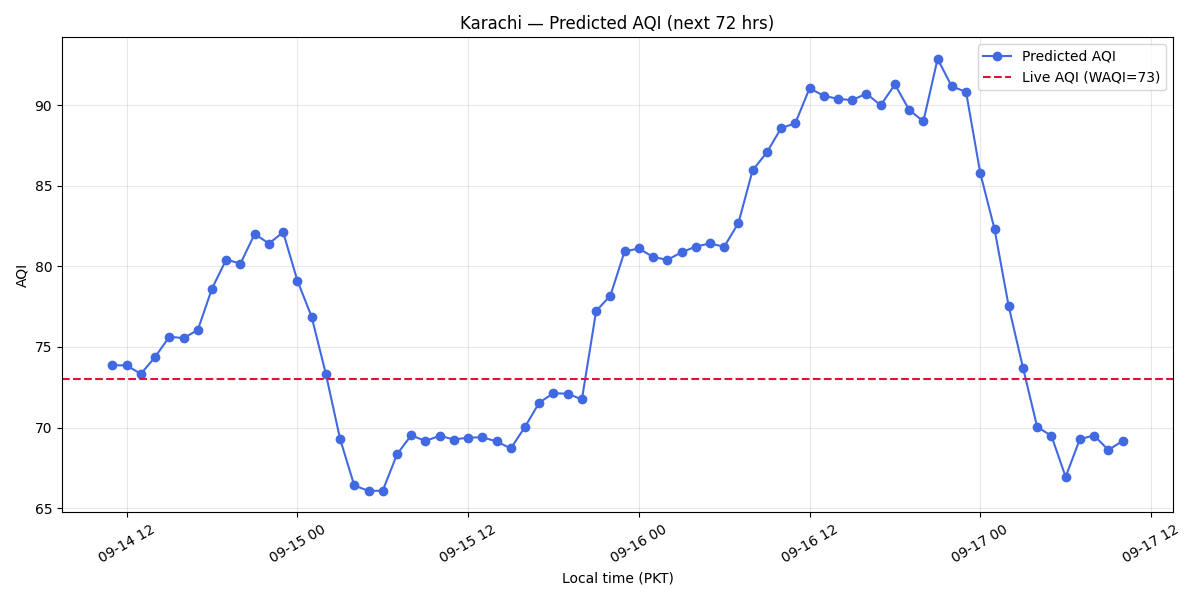 Karachi — Predicted AQI (next 72 hrs)
Predicted AQI
Live AQI (WAQI=73)
AQI
90
85
80
75
70
65
09-14 12
09-15 00
09-15 12
09-16 00
09-16 12
09-17 00
09-17 12
Local time (PKT)